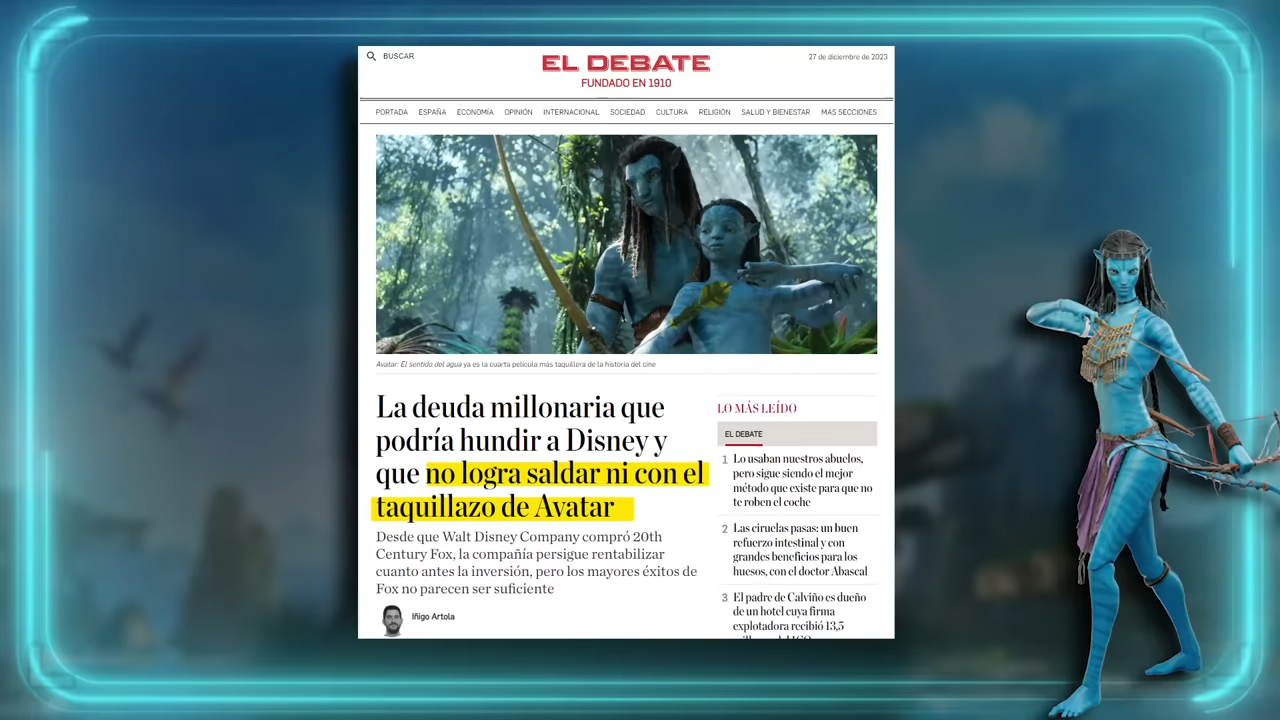 BUSCAR
EL DEBATE
FUNDADO EN 1910
27 de diciembre de 2023
PORTADA ESPAÑA ECONOMÍA OPINIÓN INTERNACIONAL SOCIEDAD CULTURA RELIGIÓN SALUD Y BIENESTAR MÁS SECCIONES
Avatar: El sentido del agua ya es la cuarta película más taquillera de la historia del cine
La deuda millonaria que
podría hundir a Disney y
que no logra saldar ni con el
taquillazo de Avatar
Desde que Walt Disney Company compró 20th
Century Fox, la compañía persigue rentabilizar
cuanto antes la inversión, pero los mayores éxitos de
Fox no parecen ser suficiente
Iñigo Artola
LO MÁS LEÍDO
EL DEBATE
1 Lo usaban nuestros abuelos,
pero sigue siendo el mejor
método que existe para que no
te roben el coche
2 Las ciruelas pasas: un buen
refuerzo intestinal y con
grandes beneficios para los
huesos, con el doctor Abascal
3 El padre de Calviño es dueño
de un hotel cuya firma
explotadora recibió 13,5